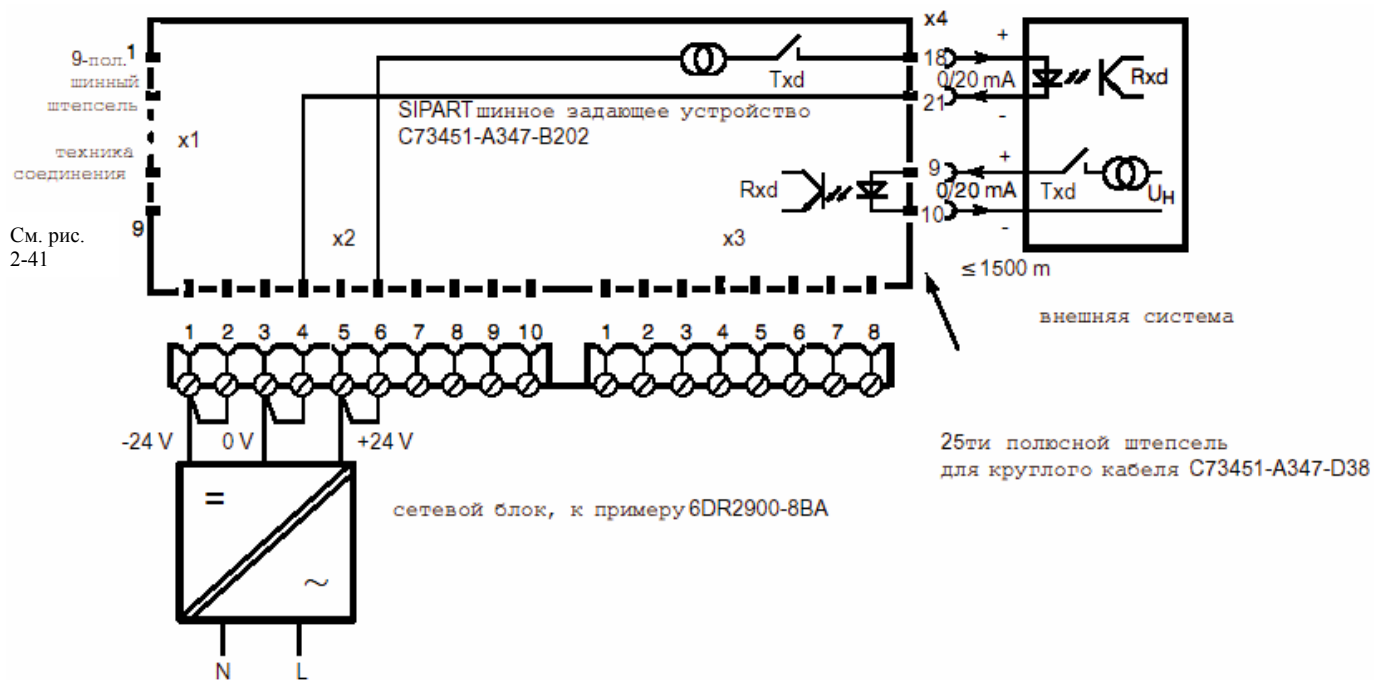 x4
9-пол. 1
шинный
штепсель
техника
соединения
9
См. рис.
2-41
x1
x2
x3
Txd
SIPART шинное задающее устройство
C73451-A347-B202
Rxd
18
+
0/20 mA
21
-
Rxd
9
+
0/20 mA
10
-
Txd
UH
≤ 1500 m
внешняя система
1 2 3 4 5 6 7 8 9 10
1 2 3 4 5 6 7 8
-24 V 0 V +24 V
25ти полюсной штепсель
для круглого кабеля C73451-A347-D38
=
~
сетевой блок, к примеру 6DR2900-8BA
N L